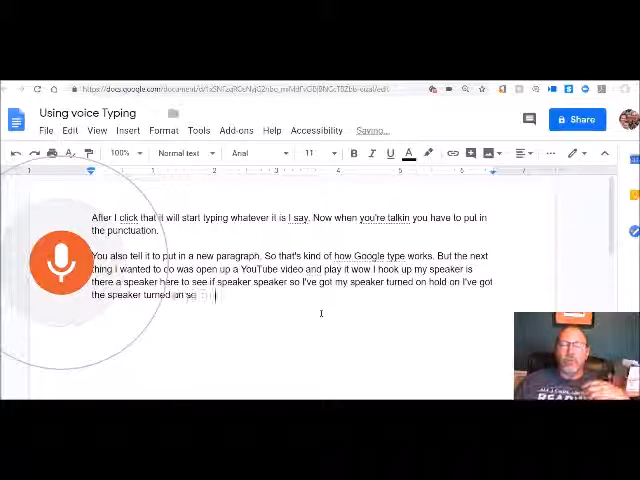 Using voice Typing
File Edit View Insert Format Tools Add-ons Help Accessibility Saving...
Share
100% Normal text Arial 11 B I U A
After I click that it will start typing whatever it is I say. Now when you're talkin you have to put in
the punctuation.
You also tell it to put in a new paragraph. So that's kind of how Google type works. But the next
thing I wanted to do was open up a YouTube video and play it wow I hook up my speaker is
there a speaker here to see if speaker speaker so I've got my speaker turned on hold on I've got
the speaker turned on so